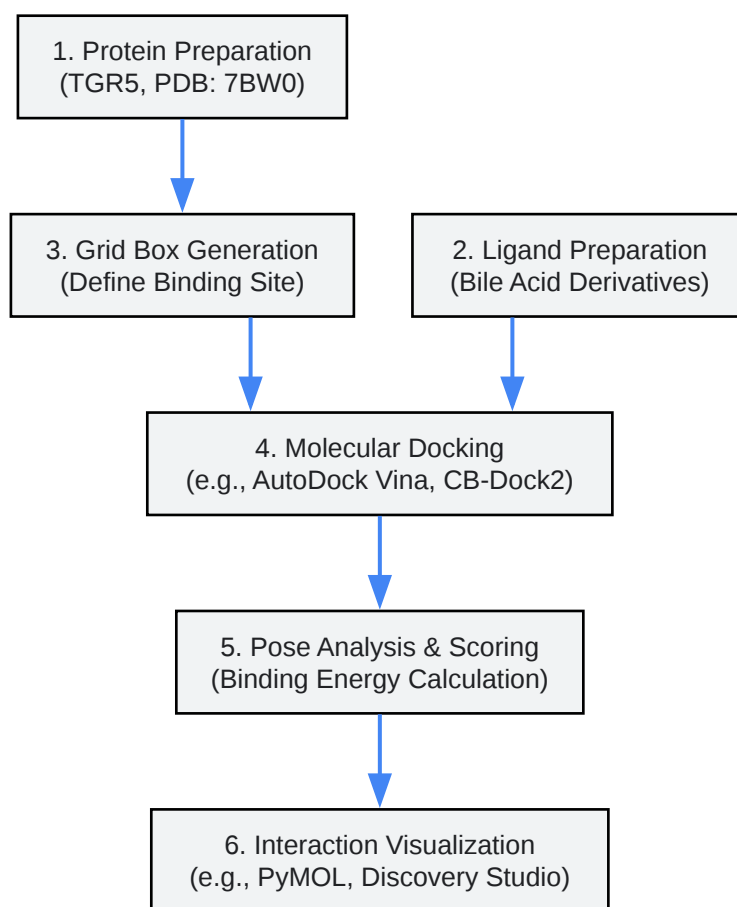 1. Protein Preparation
(TGR5, PDB: 7BW0)
3. Grid Box Generation
(Define Binding Site)
2. Ligand Preparation
(Bile Acid Derivatives)
4. Molecular Docking
(e.g., AutoDock Vina, CB-Dock2)
5. Pose Analysis & Scoring
(Binding Energy Calculation)
6. Interaction Visualization
(e.g., PyMOL, Discovery Studio)